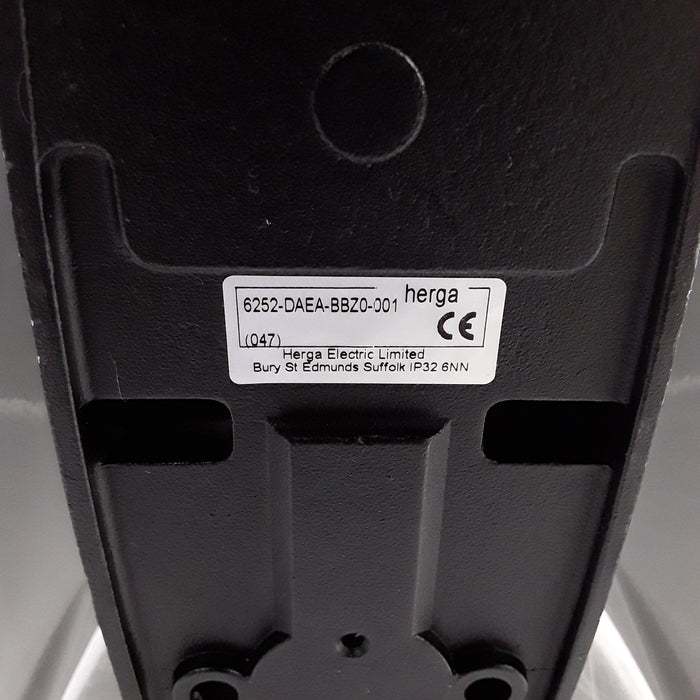 herga
6252-DAEA-BBZ0-001
CE
(047)
Herga Electric Limited
Bury St Edmunds Suffolk IP32 6NN